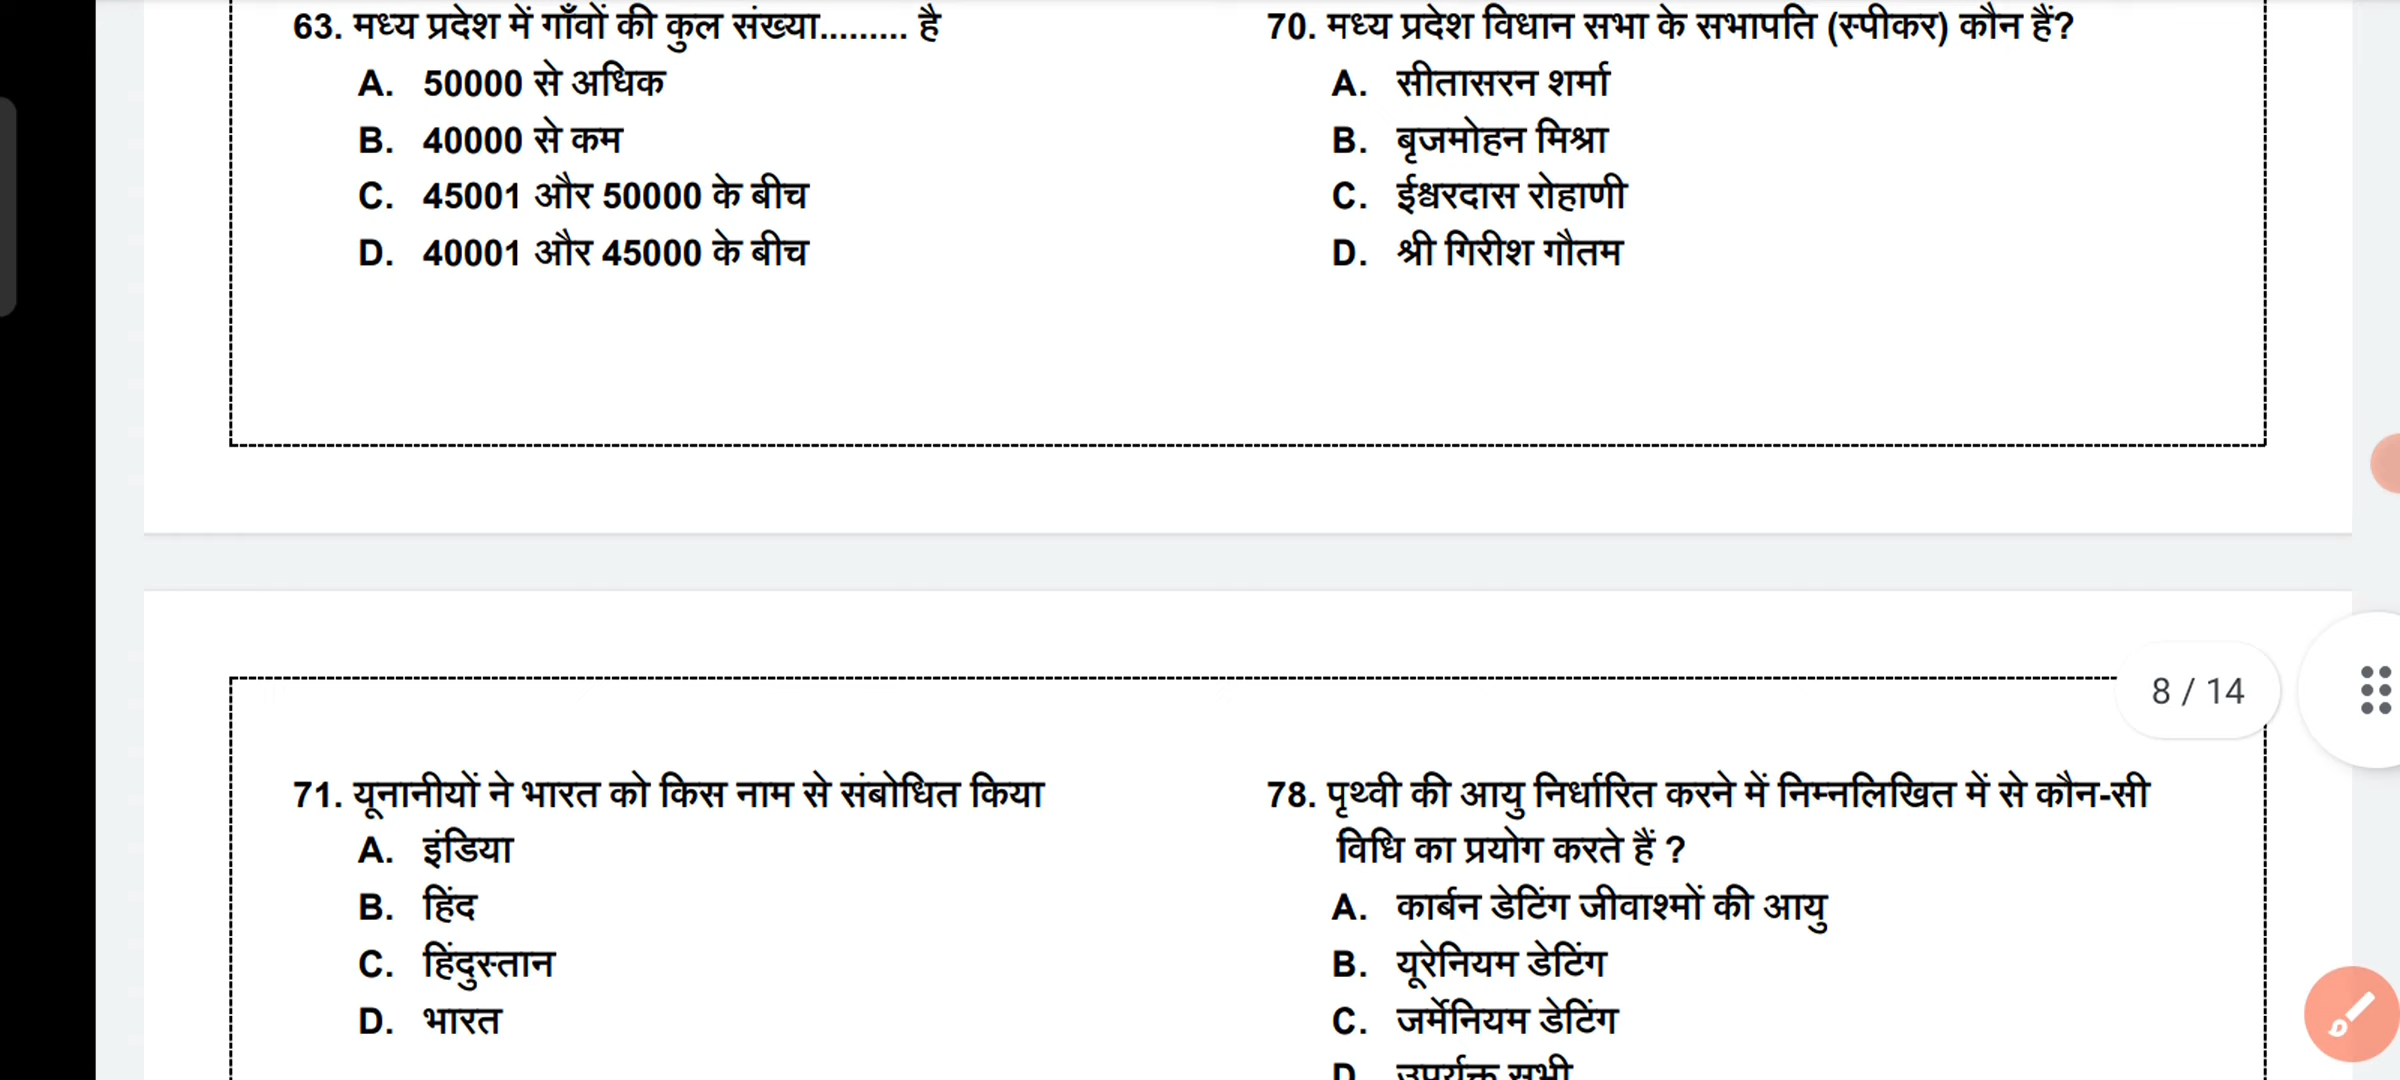 63. मध्य प्रदेश में गाँवों की कुल संख्या......... है
A. 50000 से अधिक
B. 40000 से कम
C. 45001 और 50000 के बीच
D. 40001 और 45000 के बीच
70. मध्य प्रदेश विधान सभा के सभापति (स्पीकर) कौन हैं?
A. सीतासरन शर्मा
B. बृजमोहन मिश्रा
C. ईश्वरदास रोहाणी
D. श्री गिरीश गौतम
8 / 14
71. यूनानीयों ने भारत को किस नाम से संबोधित किया
A. इंडिया
B. हिंद
C. हिंदुस्तान
D. भारत
78. पृथ्वी की आयु निर्धारित करने में निम्नलिखित में से कौन-सी
विधि का प्रयोग करते हैं ?
A. कार्बन डेटिंग जीवाश्मों की आयु
B. यूरेनियम डेटिंग
C. जर्मेनियम डेटिंग
D. उपर्युक्त सभी